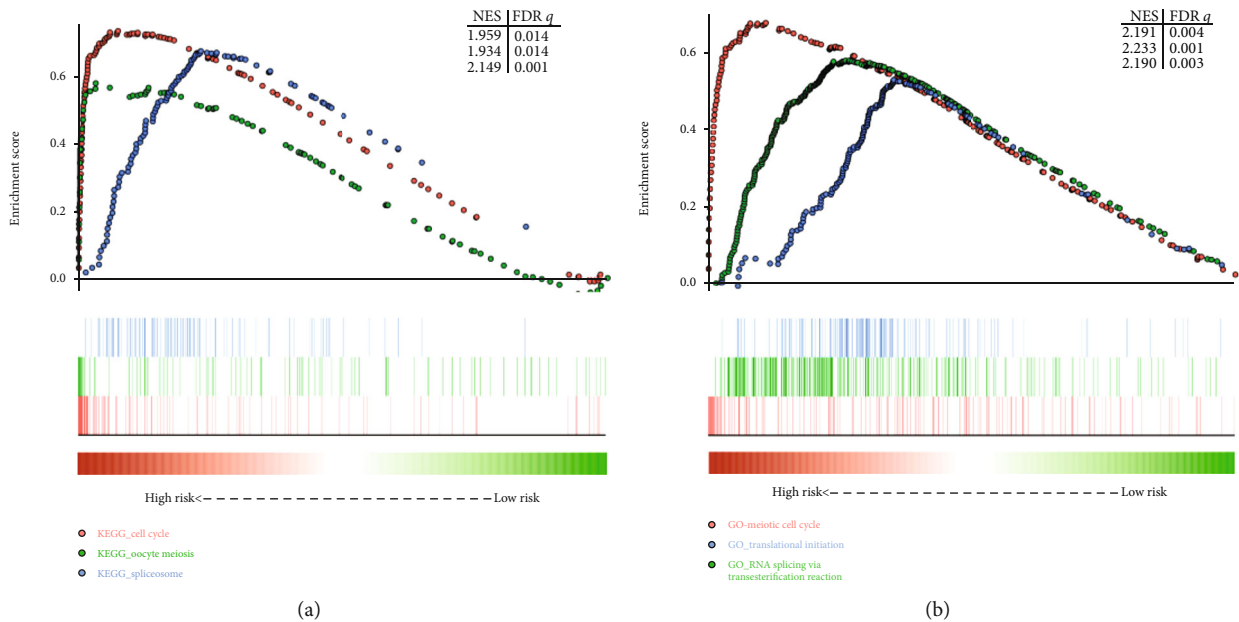 NES FDR q
1.959 0.014
1.934 0.014
2.149 0.001
Enrichment score
0.6
0.4
0.2
0.0
High risk<– – – – – – – – – – – – – – – – – – – – –Low risk
KEGG_cell cycle
KEGG_oocyte meiosis
KEGG_spliceosome
(a)
NES FDR q
2.191 0.004
2.233 0.001
2.190 0.003
Enrichment score
0.6
0.4
0.2
0.0
High risk<– – – – – – – – – – – – – – – – – – – – –Low risk
GO-meiotic cell cycle
GO_translational initiation
GO_RNA splicing via
transesterification reaction
(b)